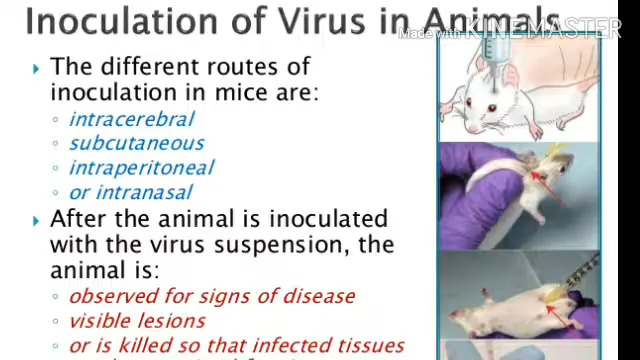 Inoculation of Virus in Animals
Made with KINEMASTER
The different routes of
inoculation in mice are:
intracerebral
subcutaneous
intraperitoneal
or intranasal
After the animal is inoculated
with the virus suspension, the
animal is:
observed for signs of disease
visible lesions
or is killed so that infected tissues